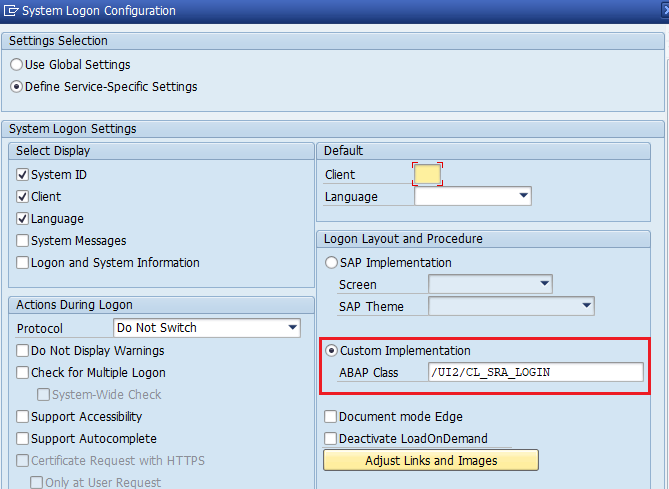 System Logon Configuration
Settings Selection
Use Global Settings
Define Service-Specific Settings
System Logon Settings
Select Display
System ID
Client
Language
System Messages
Logon and System Information
Actions During Logon
Protocol Do Not Switch
Do Not Display Warnings
Check for Multiple Logon
System-Wide Check
Support Accessibility
Support Autocomplete
Certificate Request with HTTPS
Only at User Request
Default
Client
Language
Logon Layout and Procedure
SAP Implementation
Screen
SAP Theme
Custom Implementation
ABAP Class /UI2/CL_SRA_LOGIN
Document mode Edge
Deactivate LoadOnDemand
Adjust Links and Images